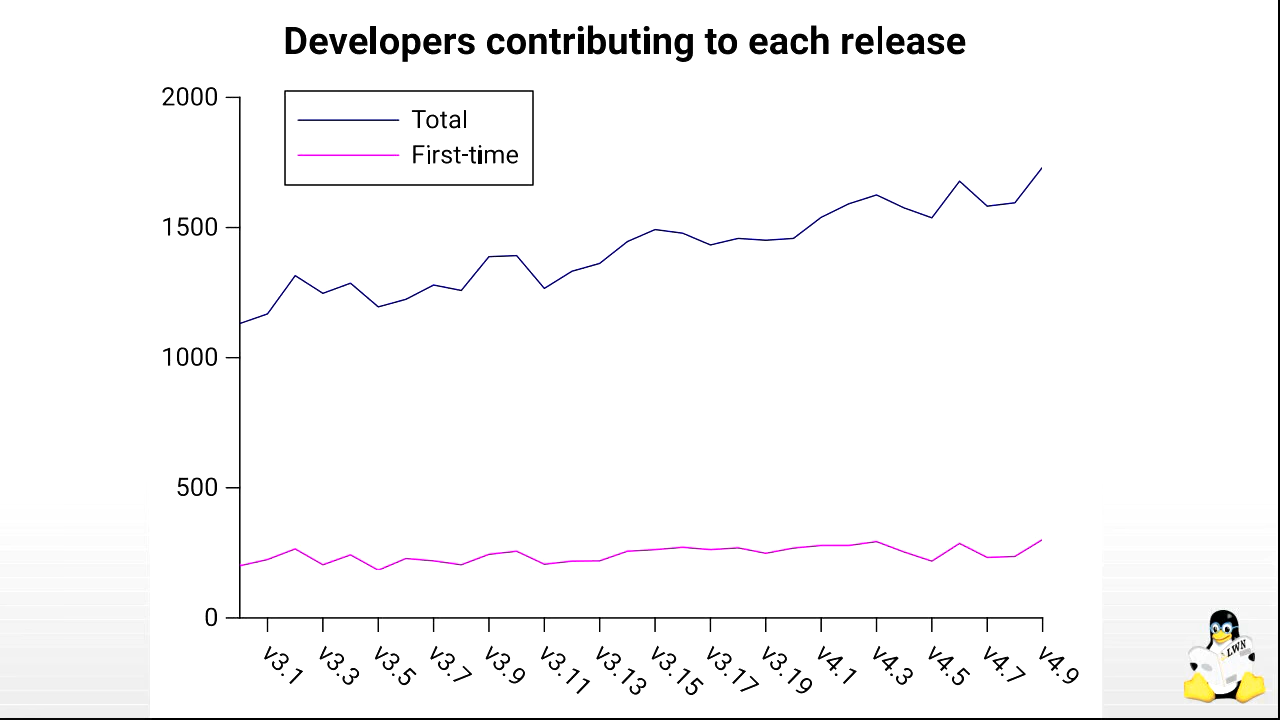 Developers contributing to each release
2000
Total
First-time
1500
1000
500
0
v3.1 v3.3 v3.5 v3.7 v3.9 v3.11 v3.13 v3.15 v3.17 v3.19 v4.1 v4.3 v4.5 v4.7 v4.9
LWN